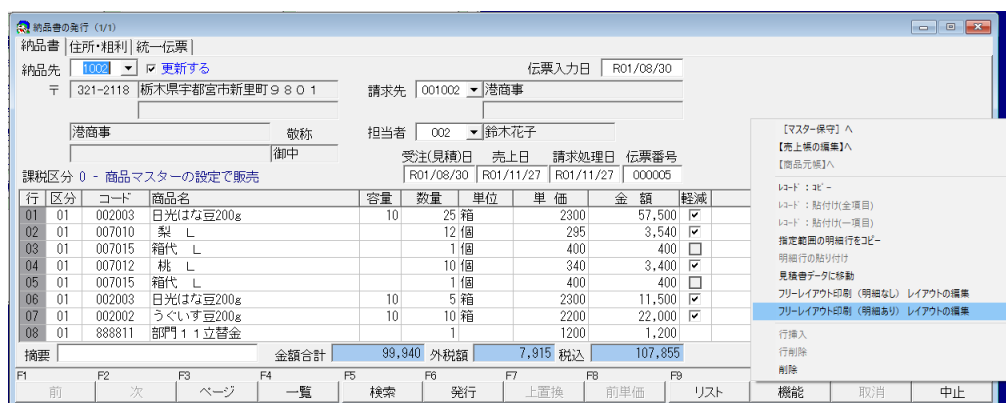 納品書の発行 (1/1)
納品書 住所・粗利 統一伝票
納品先 1002 更新する 伝票入力日 R01/08/30
〒 321-2118 栃木県宇都宮市新里町９８０１ 請求先 001002 港商事
港商事 敬称 担当者 002 鈴木花子
御中 受注(見積)日 売上日 請求処理日 伝票番号
課税区分 0 - 商品マスターの設定で販売 R01/08/30 R01/11/27 R01/11/27 000005
行 区分 コード 商品名 容量 数量 単位 単 価 金 額 軽減
01 01 002003 日光はな豆200g 10 25 箱 2300 57,500
02 01 007010 梨 L 12 個 295 3,540
03 01 007015 箱代 L 1 個 400 400
04 01 007012 桃 L 10 個 340 3,400
05 01 007015 箱代 L 1 個 400 400
06 01 002003 日光はな豆200g 10 5 箱 2300 11,500
07 01 002002 うぐいす豆200g 10 10 箱 2200 22,000
08 01 888811 部門１１立替金 1 1200 1,200
摘要 金額合計 99,940 外税額 7,915 税込 107,855
F1 F2 F3 F4 F5 F6 F7 F8 F9
前 次 ページ 一覧 検索 発行 上置換 前単価 リスト 機能 取消 中止
[マスター保守] へ
【売上帳の編集】へ
【商品元帳】へ
ﾚｺｰﾄﾞ：ｺﾋﾟｰ
ﾚｺｰﾄﾞ：貼付け(全項目)
ﾚｺｰﾄﾞ：貼付け(一項目)
指定範囲の明細行をコピー
明細行の貼り付け
見積書データに移動
フリーレイアウト印刷（明細なし） レイアウトの編集
フリーレイアウト印刷（明細あり） レイアウトの編集
行挿入
行削除
削除